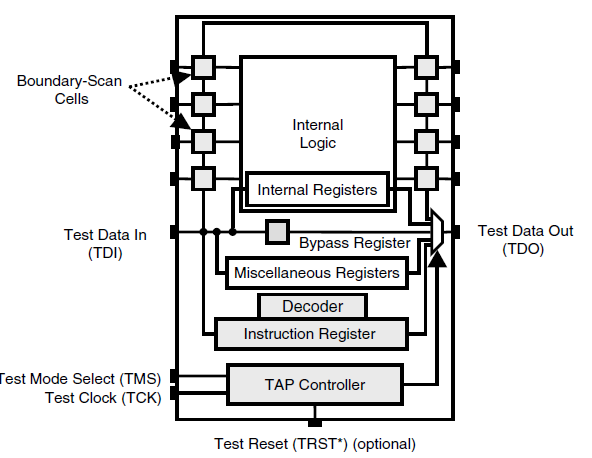 Boundary-Scan
Cells
Internal
Logic
Internal Registers
Test Data In
(TDI)
Bypass Register
Test Data Out
(TDO)
Miscellaneous Registers
Decoder
Instruction Register
Test Mode Select (TMS)
Test Clock (TCK)
TAP Controller
Test Reset (TRST*) (optional)